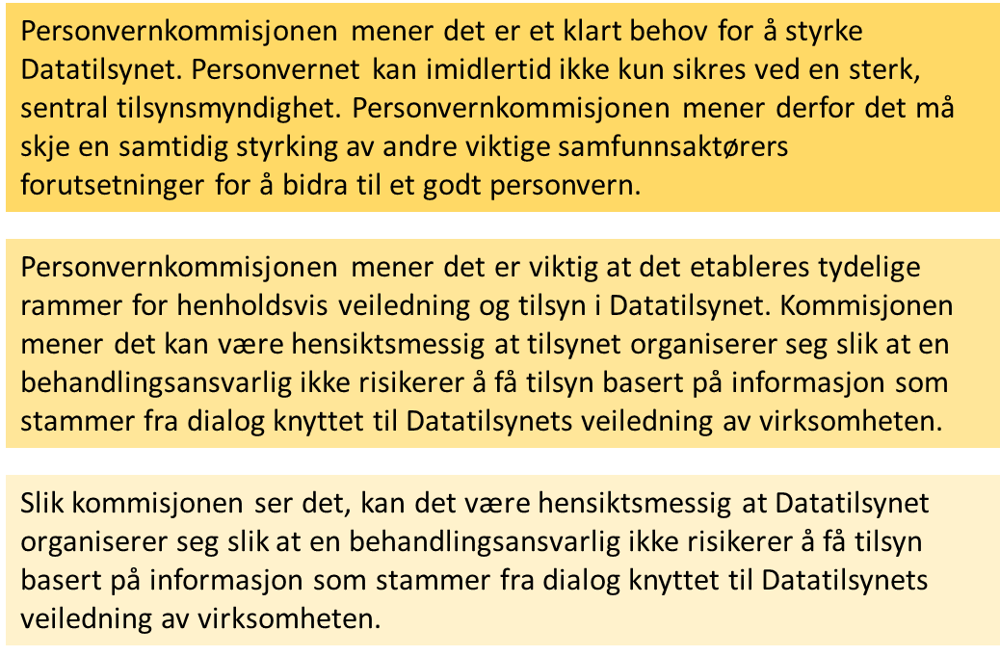 Personvernkommisjonen mener det er et klart behov for å styrke
Datatilsynet. Personvernet kan imidlertid ikke kun sikres ved en sterk,
sentral tilsynsmyndighet. Personvernkommisjonen mener derfor det må
skje en samtidig styrking av andre viktige samfunnsaktørers
forutsetninger for å bidra til et godt personvern.
Personvernkommisjonen mener det er viktig at det etableres tydelige
rammer for henholdsvis veiledning og tilsyn i Datatilsynet. Kommisjonen
mener det kan være hensiktsmessig at tilsynet organiserer seg slik at en
behandlingsansvarlig ikke risikerer å få tilsyn basert på informasjon som
stammer fra dialog knyttet til Datatilsynets veiledning av virksomheten.
Slik kommisjonen ser det, kan det være hensiktsmessig at Datatilsynet
organiserer seg slik at en behandlingsansvarlig ikke risikerer å få tilsyn
basert på informasjon som stammer fra dialog knyttet til Datatilsynets
veiledning av virksomheten.